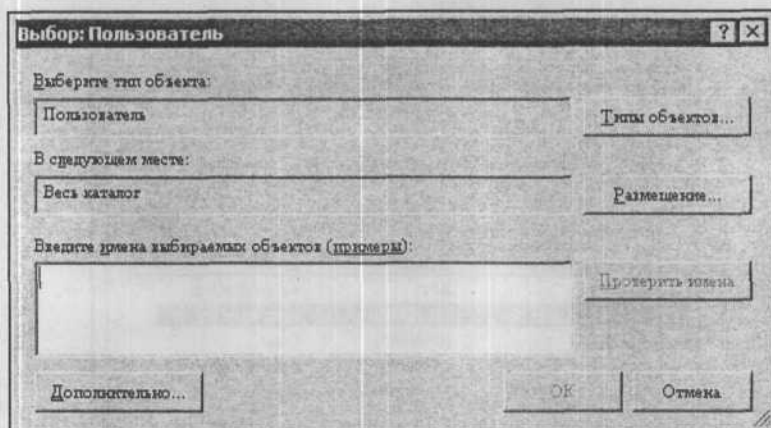 Выбор: Пользователь
Выберите тип объекта:
Пользователь
Типы объектов...
В следующем месте:
Весь каталог
Размещение...
Введите имена выбираемых объектов (примеры):
Проверить имена
Дополнительно...
ОК
Отмена